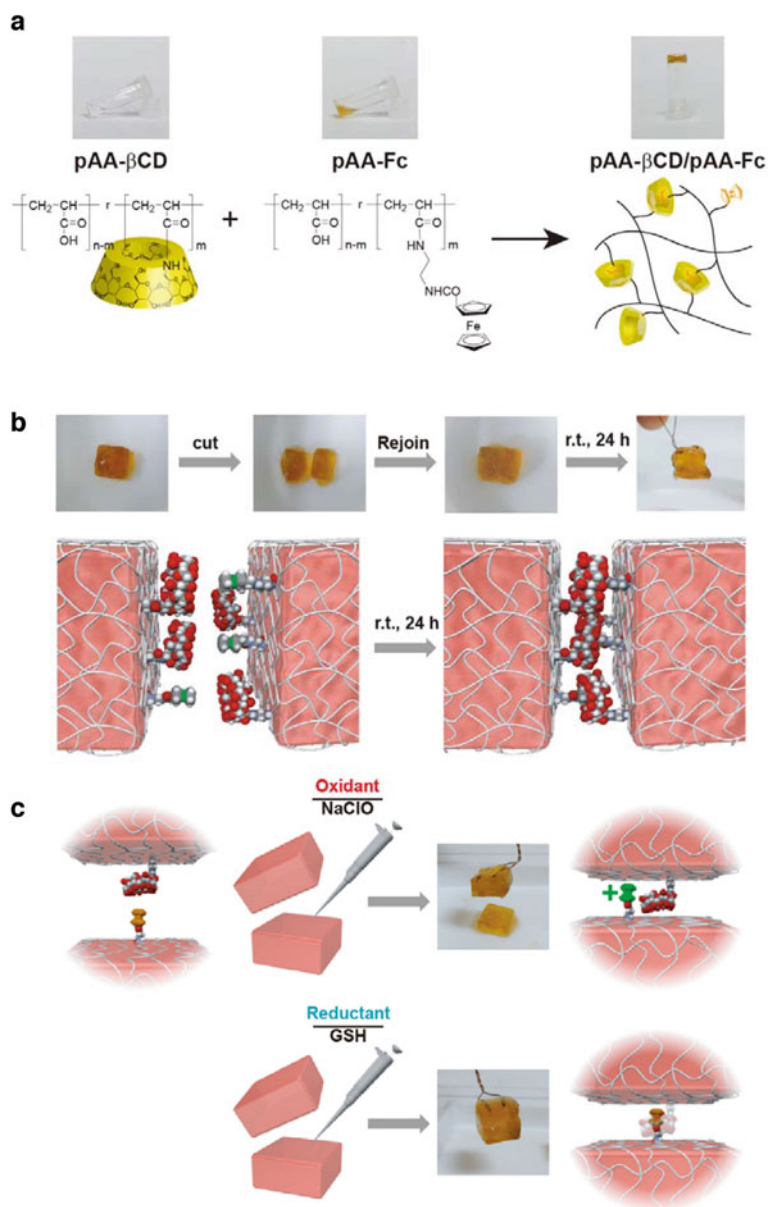 a
pAA-βCD
pAA-Fc
pAA-βCD/pAA-Fc
CH2-CH r CH2-CH
C=O
OH
n-m
C=O
NH
m
+
CH2-CH r CH2-CH
C=O
OH
n-m
C=O
HN
m
NHCO
Fe
b
cut
Rejoin
r.t., 24 h
r.t., 24 h
c
Oxidant
NaClO
+
Reductant
GSH